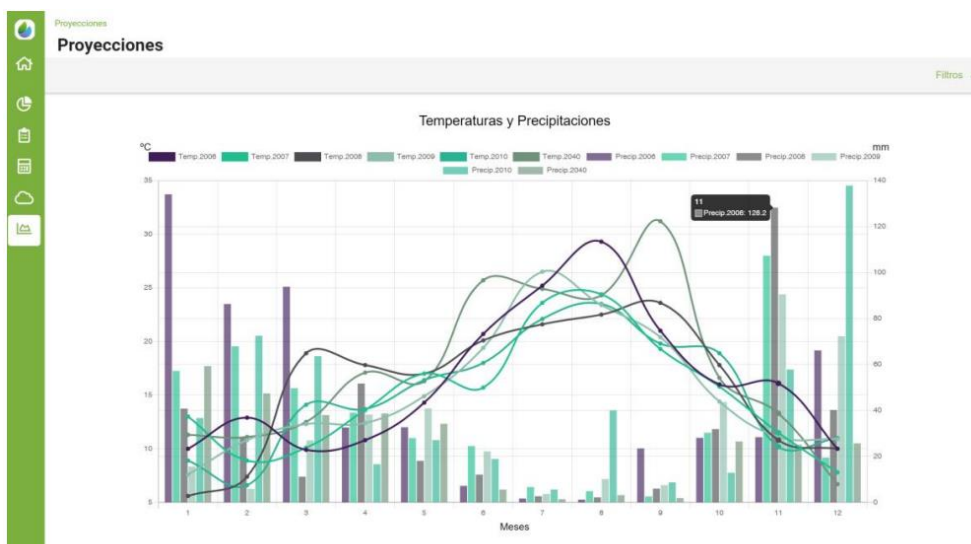 Proyecciones
Proyecciones
Filtros
Temperaturas y Precipitaciones
ºC
mm
Temp.2006 Temp.2007 Temp.2008 Temp.2009 Temp.2010 Temp.2040 Precip.2006 Precip.2007 Precip.2008 Precip.2009
Precip.2010 Precip.2040
35 140
11
Precip.2008: 128.2
30 120
25 100
80
20
60
15
40
10
20
5 0
1 2 3 4 5 6 7 8 9 10 11 12
Meses